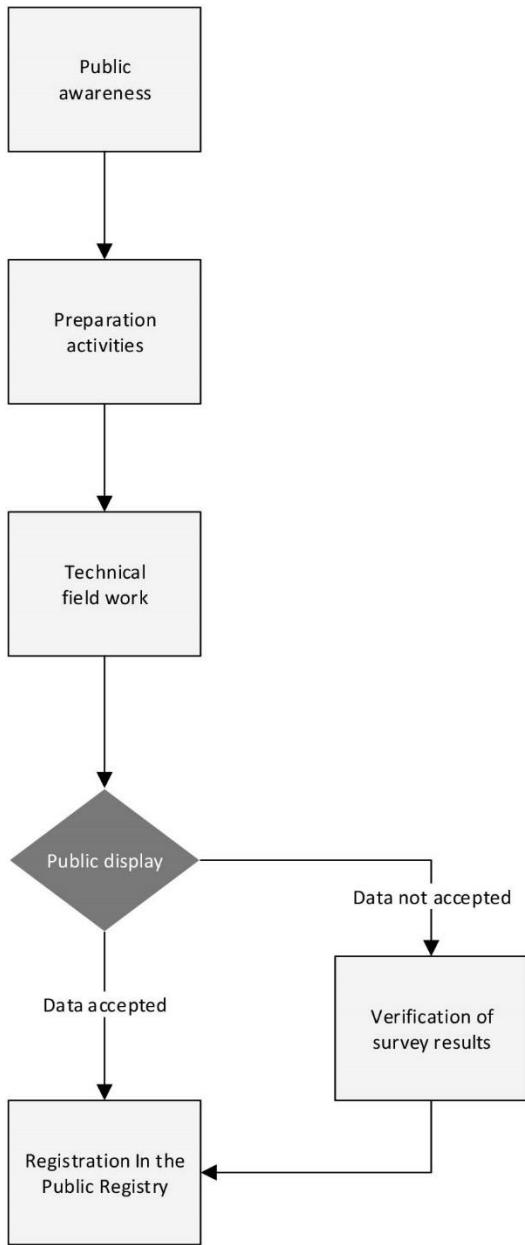 Public
awareness
Preparation
activities
Technical
field work
Public display
Data not accepted
Data accepted
Verification of
survey results
Registration In the
Public Registry